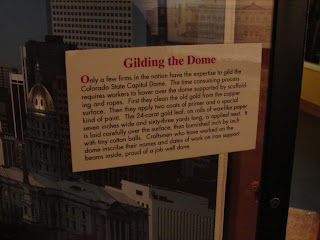 Gilding the Dome
Only a few firms in the nation have the expertise to gild the
Colorado State Capitol Dome. The time consuming process
requires workers to hover over the dome supported by scaffold
ing and ropes. First they clean the old gold from the copper
surface. Then they apply two coats of primer and a special
kind of paint. The 24-carat gold leaf, on rolls of wax-like paper
seven inches wide and sixty-three yards long, is applied next. It
is laid carefully over the surface, then burnished inch by inch
with tiny cotton balls. Craftsmen who have worked on the
dome inscribe their names and dates of work on iron support
beams inside, proud of a job well done.